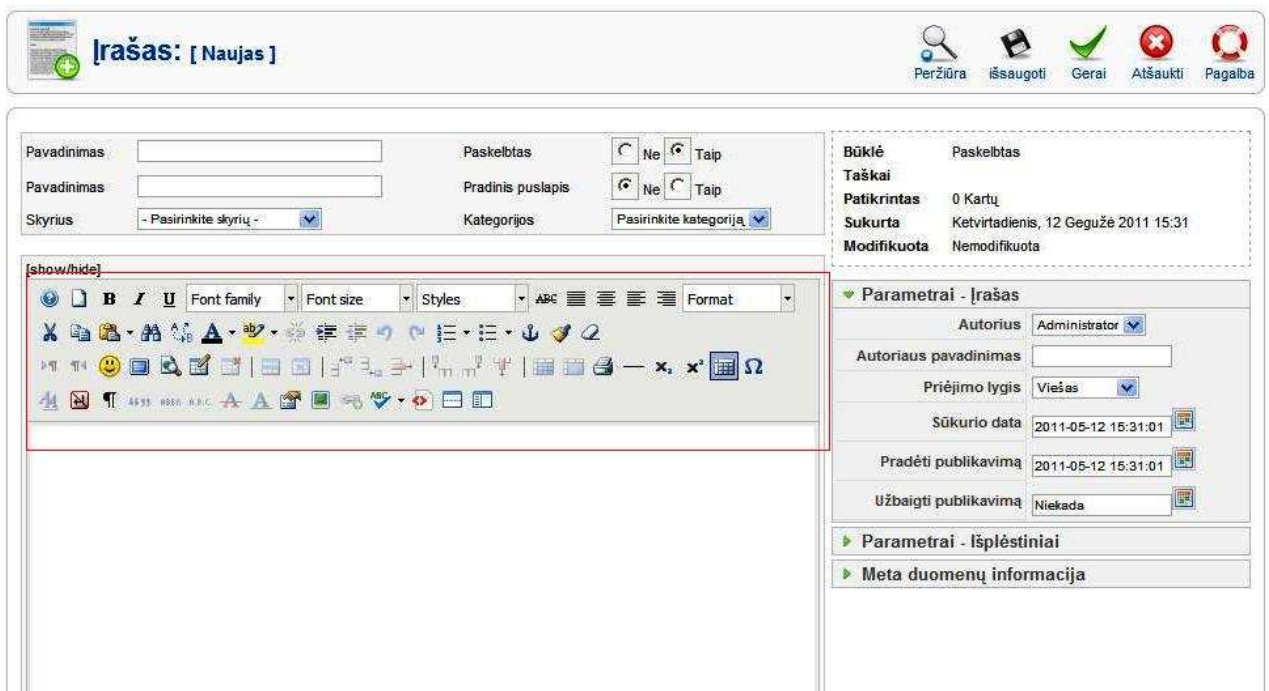 Įrašas: [ Naujas ]
Peržiūra išsaugoti Gerai Atšaukti Pagalba
Pavadinimas Paskelbtas Ne Taip
Pavadinimas Pradinis puslapis Ne Taip
Skyrius - Pasirinkite skyrių - Kategorijos Pasirinkite kategoriją
Būklė Paskelbtas
Taškai
Patikrintas 0 Kartų
Sukurta Ketvirtadienis, 12 Gegužė 2011 15:31
Modifikuota Nemodifikuota
[show/hide]
B I U Font family Font size Styles ABC Format
Parametrai - Įrašas
Autorius Administrator
Autoriaus pavadinimas
Priėjimo lygis Viešas
Sūkurio data 2011-05-12 15:31:01
Pradėti publikavimą 2011-05-12 15:31:01
Užbaigti publikavimą Niekada
Parametrai - Išplėstiniai
Meta duomenų informacija